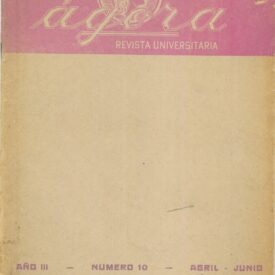 ágora
REVISTA UNIVERSITARIA
AÑO III — NUMERO 10 — ABRIL - JUNIO